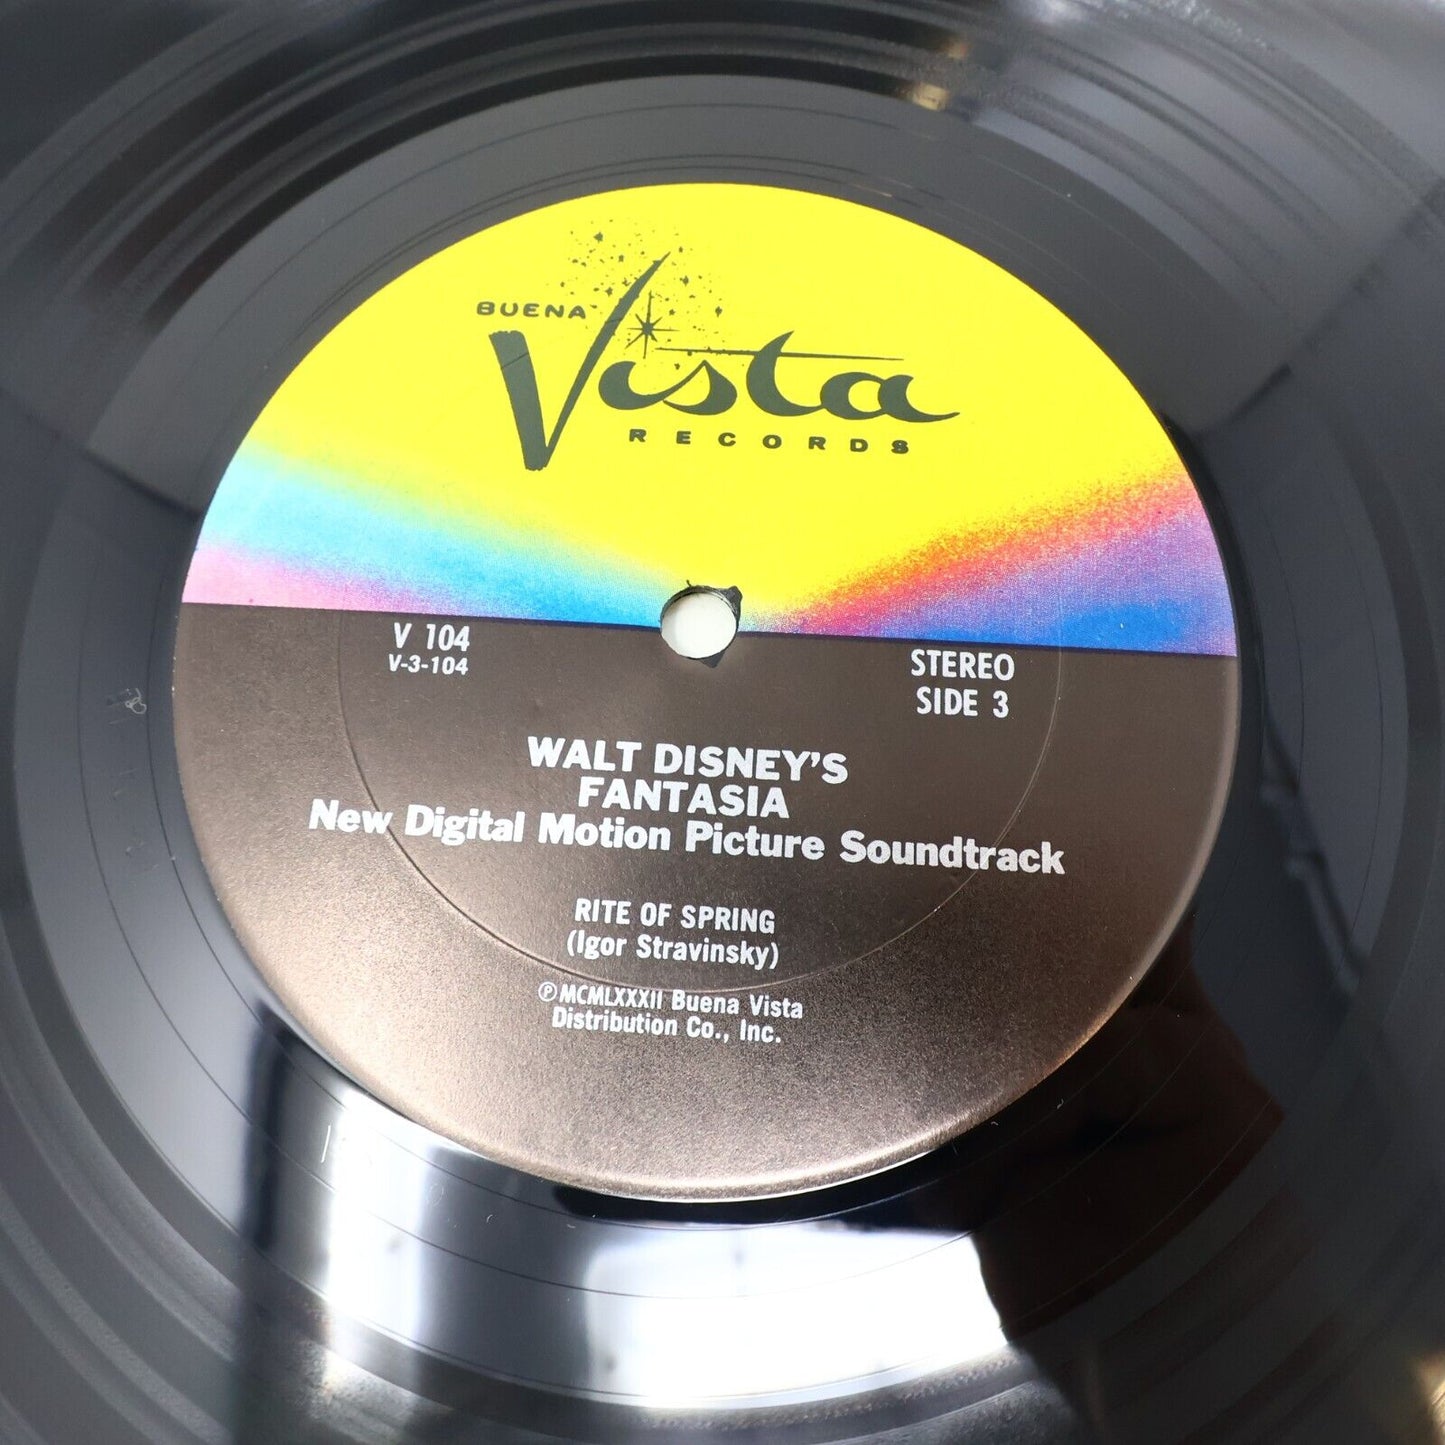 BUENA
Vista
RECORDS
V 104
V-3-104
STEREO
SIDE 3
WALT DISNEY'S
FANTASIA
New Digital Motion Picture Soundtrack
RITE OF SPRING
(Igor Stravinsky)
℗MCMLXXXII Buena Vista
Distribution Co., Inc.